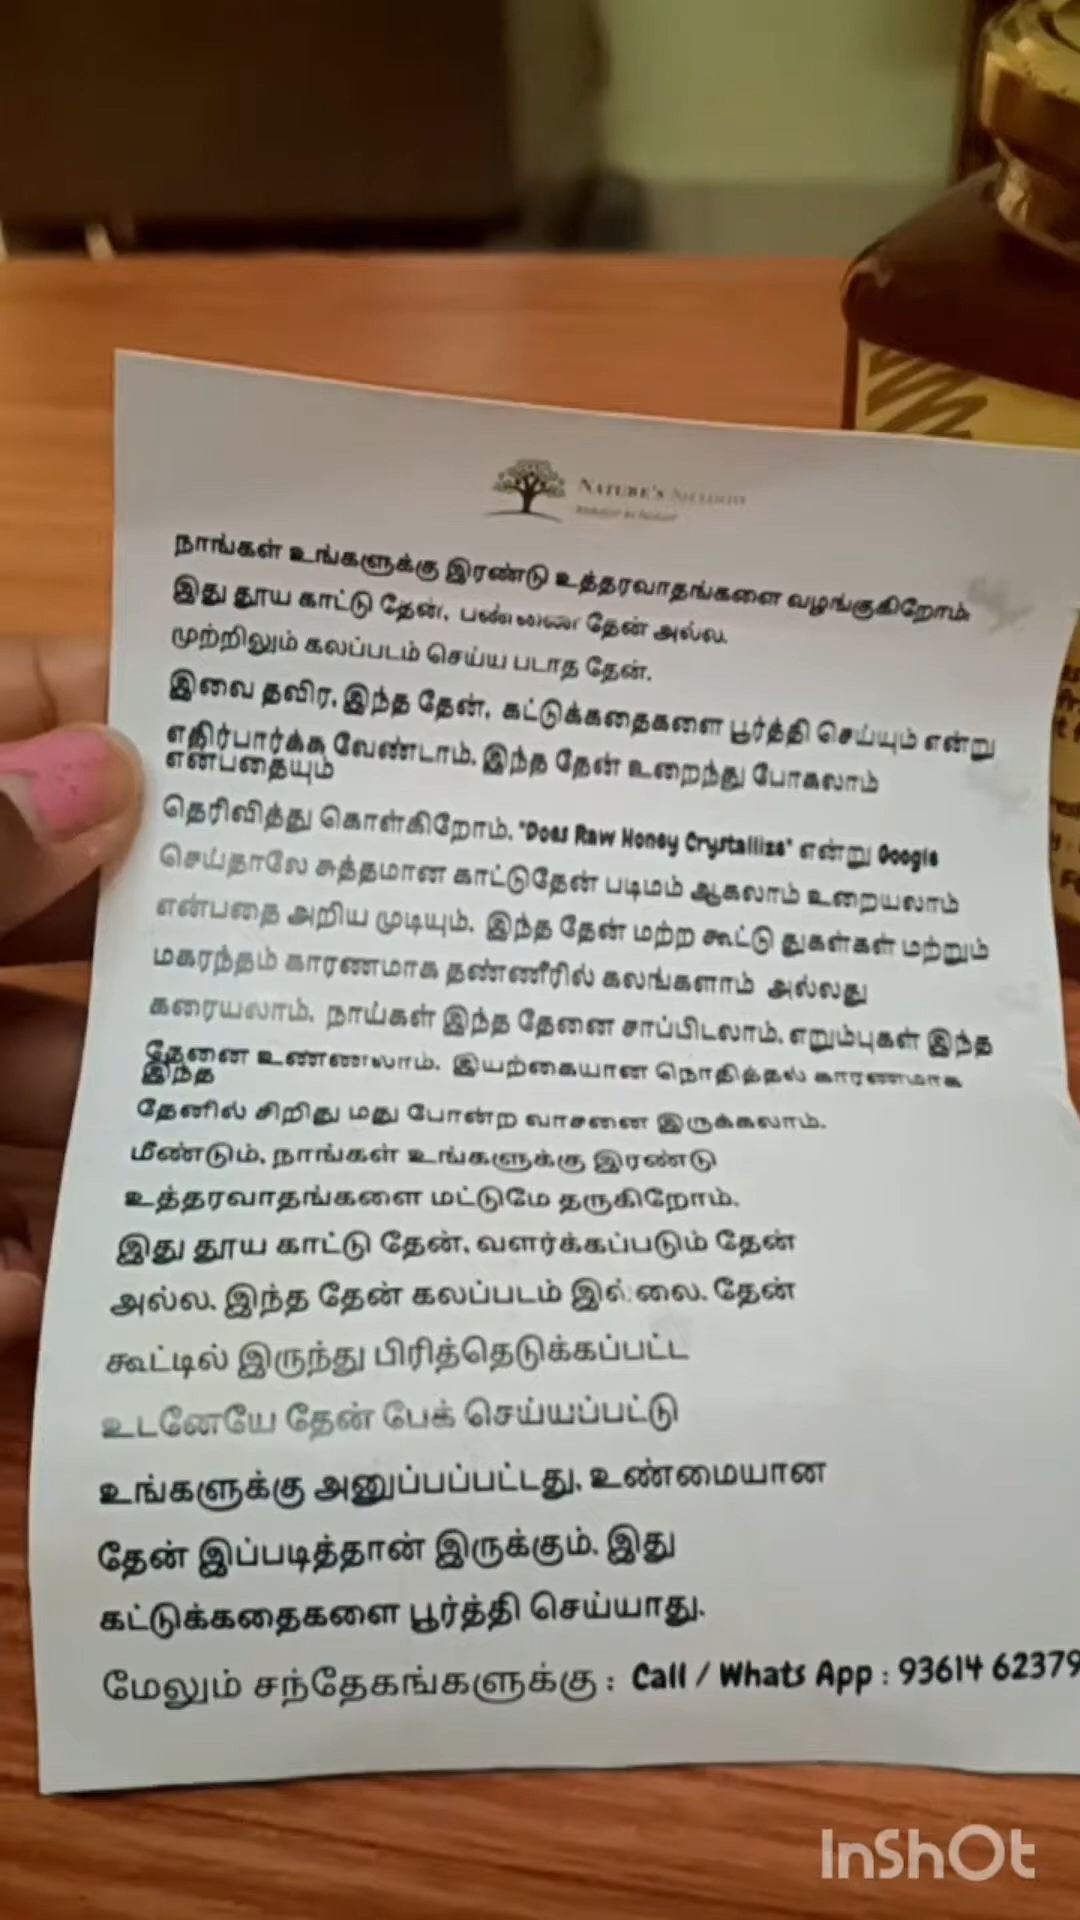 NATURE'S MEADOW
நாங்கள் உங்களுக்கு இரண்டு உத்தரவாதங்களை வழங்குகிறோம்.
இது தூய காட்டு தேன். பண்ணை தேன் அல்ல.
முற்றிலும் கலப்படம் செய்ய படாத தேன்.
இவை தவிர, இந்த தேன், கட்டுக்கதைகளை பூர்த்தி செய்யும் என்று
எதிர்பார்க்க வேண்டாம். இந்த தேன் உறைந்து போகலாம்
என்பதையும்
தெரிவித்து கொள்கிறோம். "Does Raw Honey Crystallize" என்று Google
செய்தாலே சுத்தமான காட்டுதேன் படிமம் ஆகலாம் உறையலாம்
என்பதை அறிய முடியும். இந்த தேன் மற்ற கூட்டு துகள்கள் மற்றும்
மகரந்தம் காரணமாக தண்ணீரில் கலங்களாம் அல்லது
கரையலாம். நாய்கள் இந்த தேனை சாப்பிடலாம். எறும்புகள் இந்த
தேனை உண்ணலாம். இயற்கையான நொதித்தல் காரணமாக
இந்த
தேனில் சிறிது மது போன்ற வாசனை இருக்கலாம்.
மீண்டும், நாங்கள் உங்களுக்கு இரண்டு
உத்தரவாதங்களை மட்டுமே தருகிறோம்.
இது தூய காட்டு தேன். வளர்க்கப்படும் தேன்
அல்ல. இந்த தேன் கலப்படம் இல்லை. தேன்
கூட்டில் இருந்து பிரித்தெடுக்கப்பட்ட
உடனேயே தேன் பேக் செய்யப்பட்டு
உங்களுக்கு அனுப்பப்பட்டது. உண்மையான
தேன் இப்படித்தான் இருக்கும். இது
கட்டுக்கதைகளை பூர்த்தி செய்யாது.
மேலும் சந்தேகங்களுக்கு : Call / Whats App : 93614 62379
InShOt